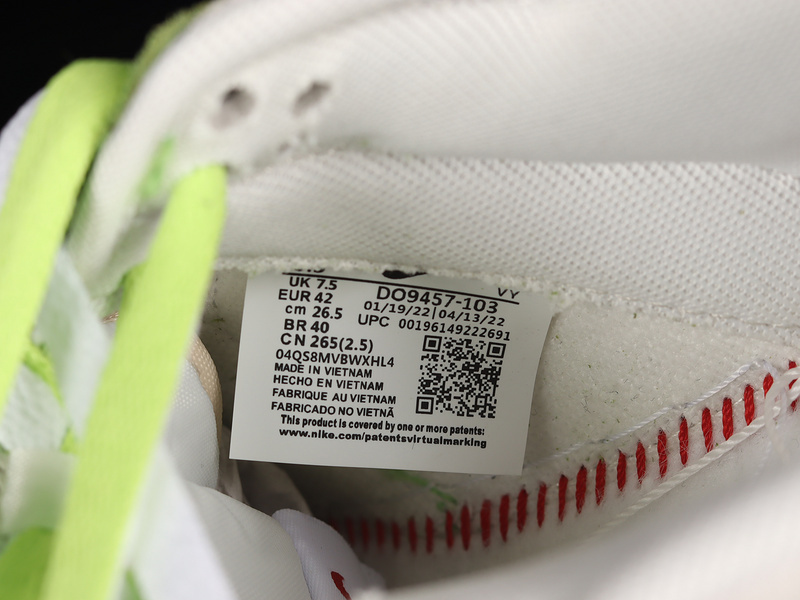 UK 7.5
EUR 42
cm 26.5
BR 40
CN 265(2.5)
VY
DO9457-103
01/19/22|04/13/22
UPC 00196149222691
04QS8MVBWXHL4
MADE IN VIETNAM
HECHO EN VIETNAM
FABRIQUE AU VIETNAM
FABRICADO NO VIETNÃ
This product is covered by one or more patents:
www.nike.com/patentsvirtualmarking